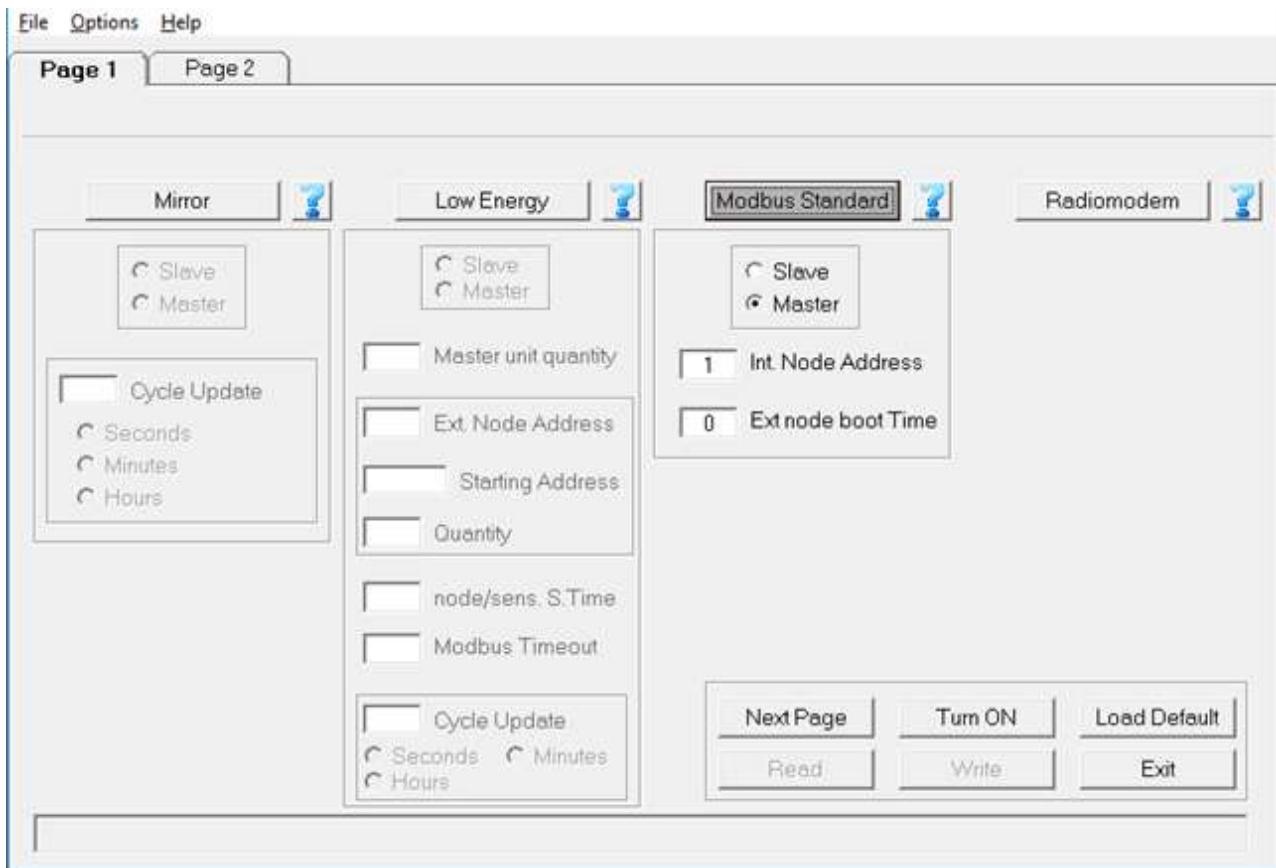 File Options Help
Page 1 Page 2
Mirror
Slave
Master
Cycle Update
Seconds
Minutes
Hours
Low Energy
Slave
Master
Master unit quantity
Ext. Node Address
Starting Address
Quantity
node/sens. S.Time
Modbus Timeout
Cycle Update
Seconds Minutes
Hours
Modbus Standard
Slave
Master
1 Int. Node Address
0 Ext node boot Time
Radiomodem
Next Page Turn ON Load Default
Read Write Exit